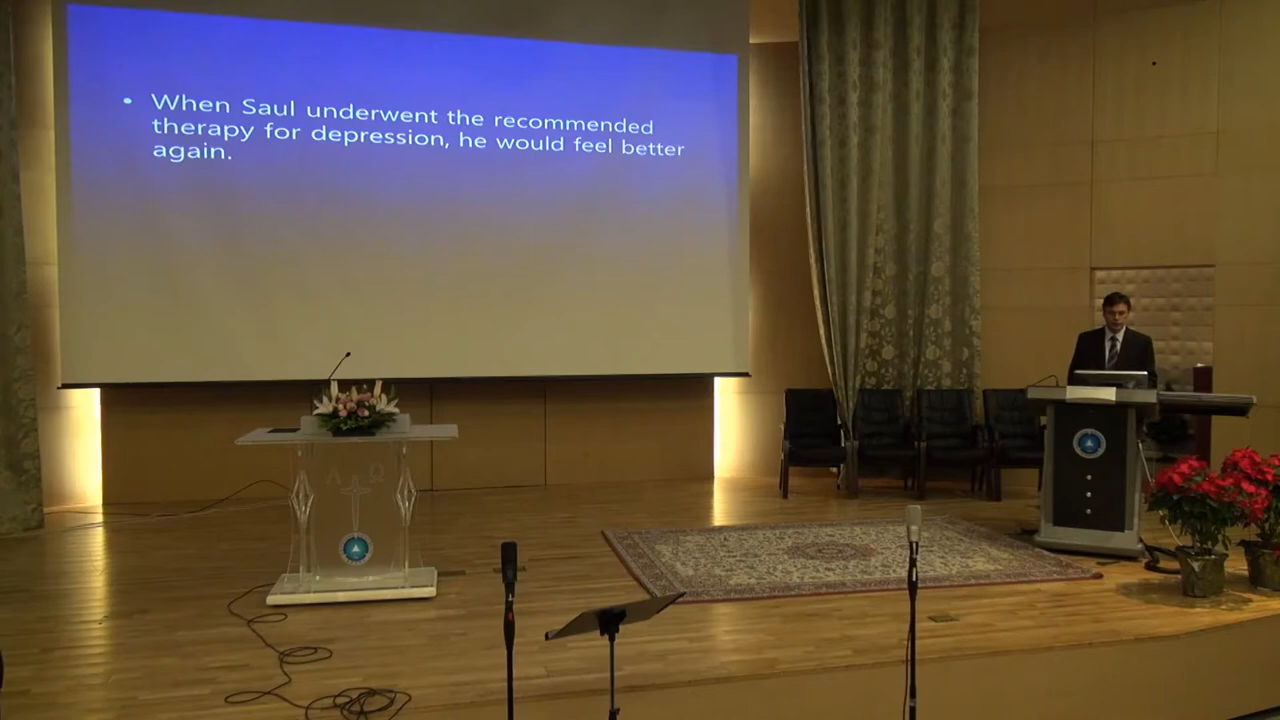 • When Saul underwent the recommended
therapy for depression, he would feel better
again.
Α Ω